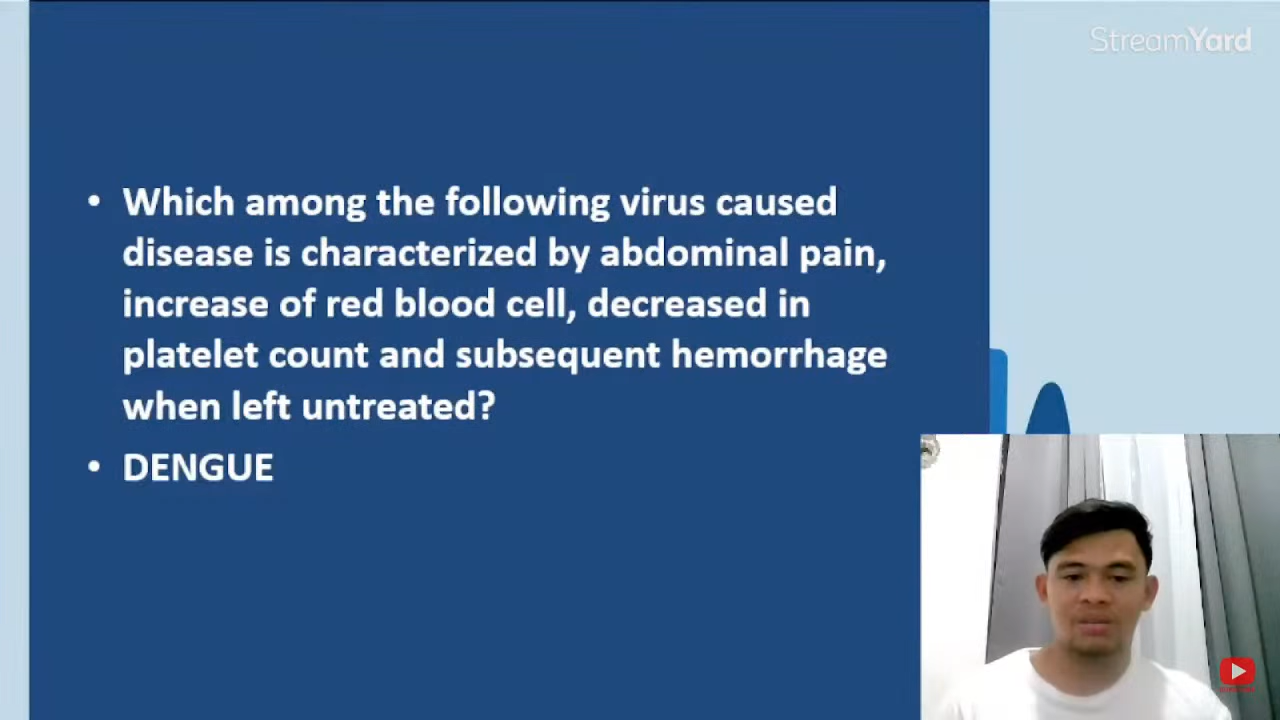 StreamYard
• Which among the following virus caused
disease is characterized by abdominal pain,
increase of red blood cell, decreased in
platelet count and subsequent hemorrhage
when left untreated?
• DENGUE